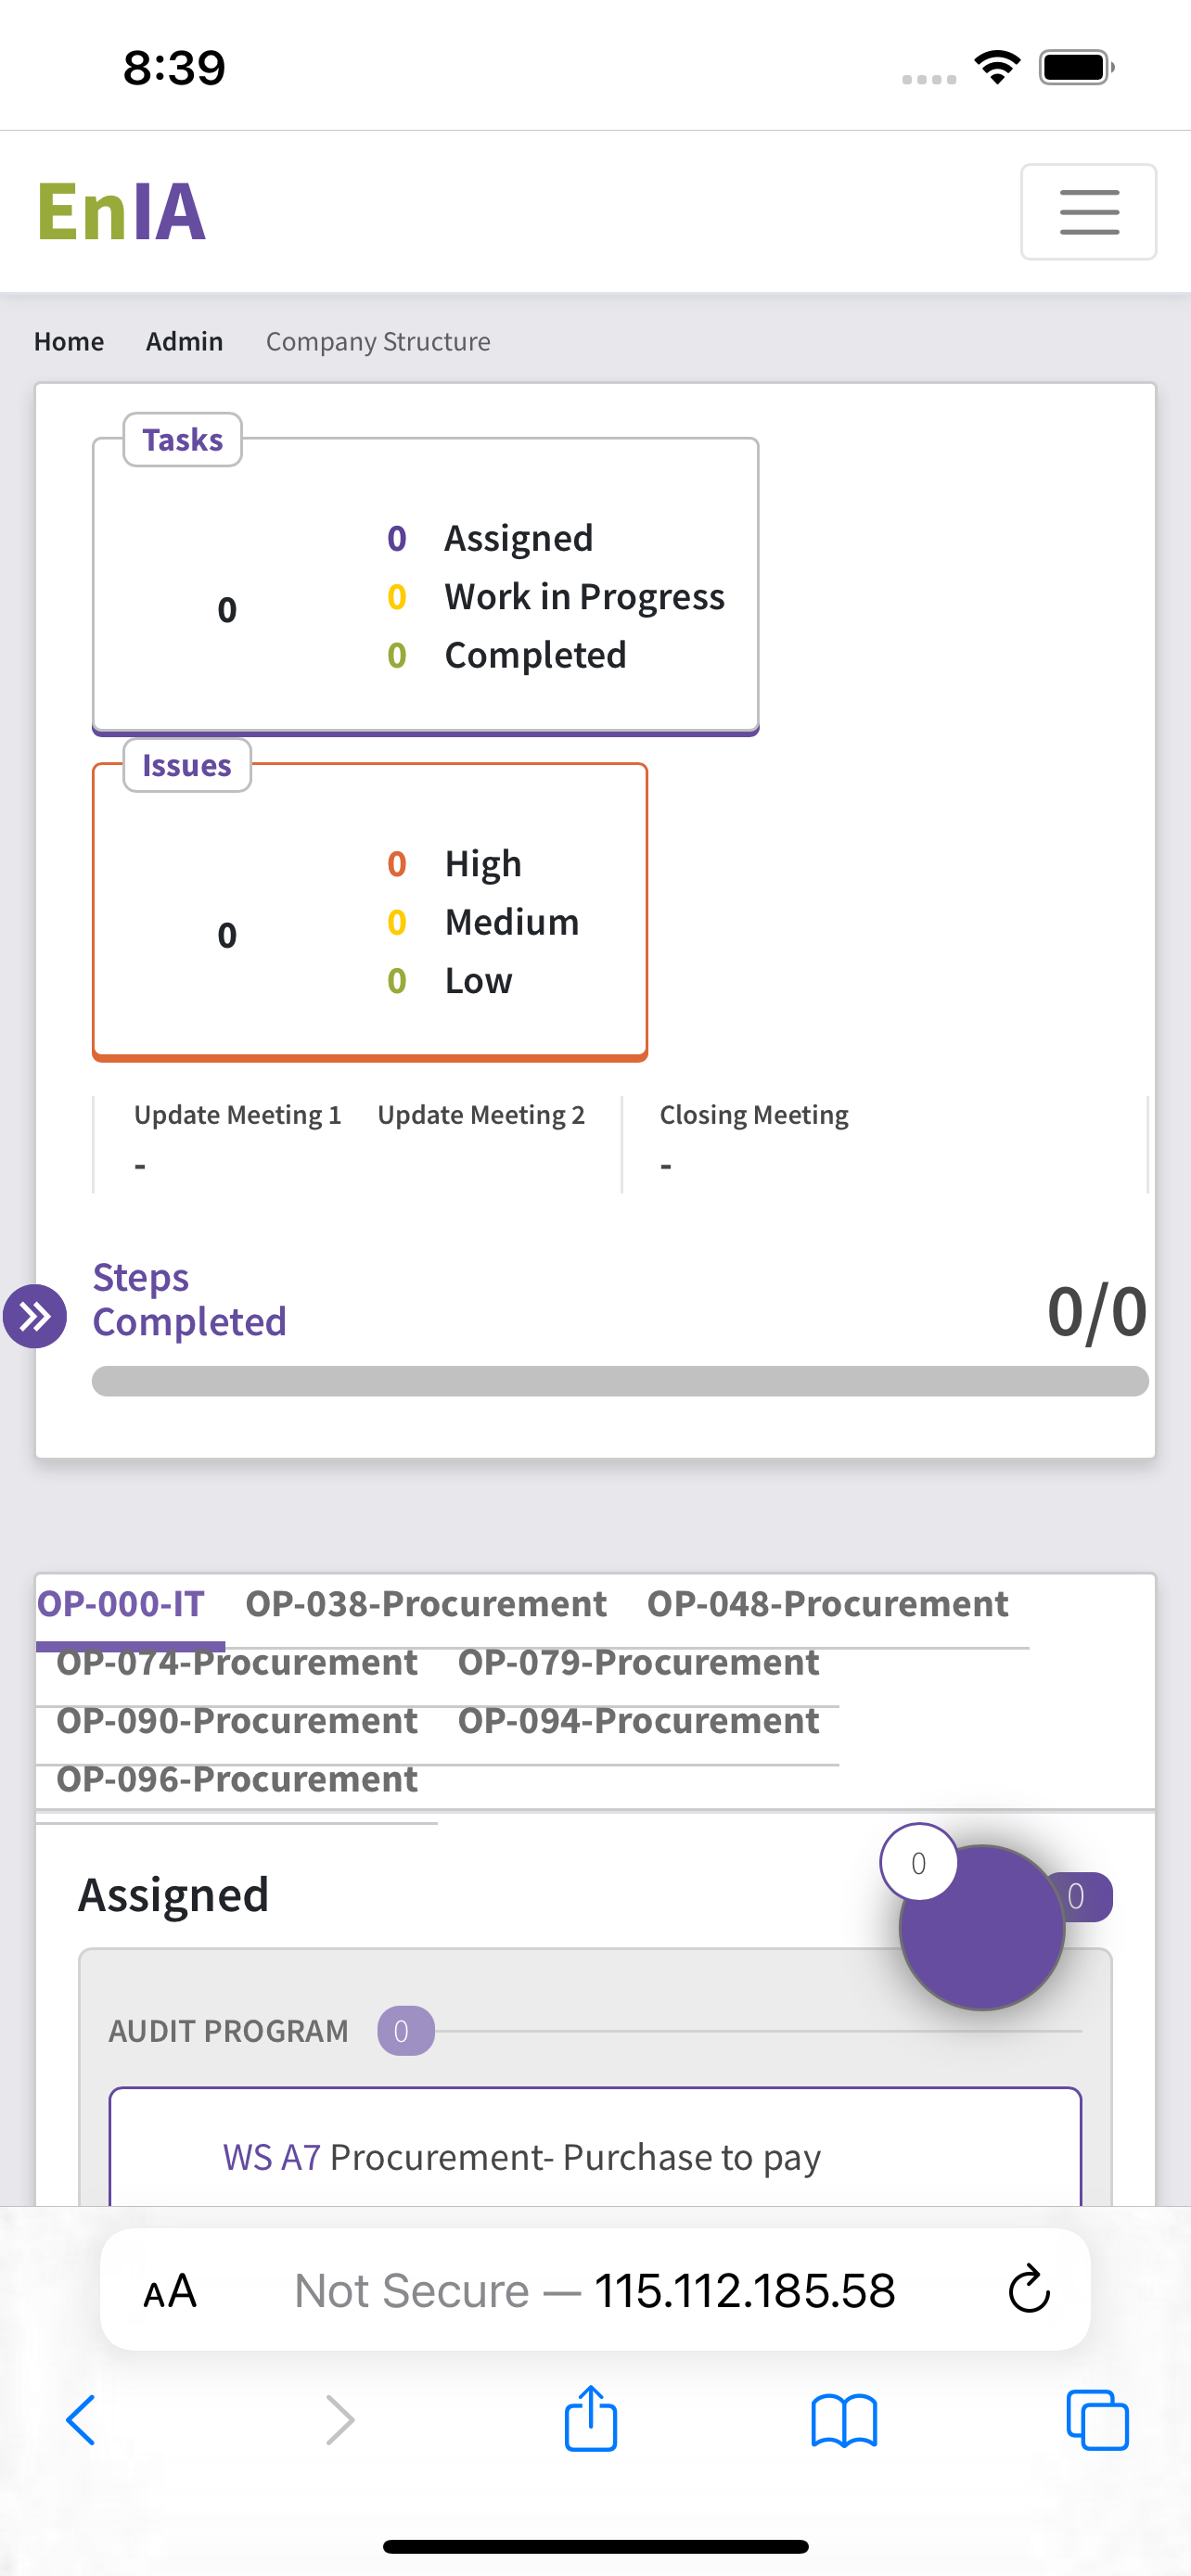 8:39
EnIA
Home Admin Company Structure
Tasks
0
0 Assigned
0 Work in Progress
0 Completed
Issues
0
0 High
0 Medium
0 Low
Update Meeting 1 Update Meeting 2 Closing Meeting
- -
Steps
Completed
0/0
OP-000-IT OP-038-Procurement OP-048-Procurement
OP-074-Procurement OP-079-Procurement
OP-090-Procurement OP-094-Procurement
OP-096-Procurement
0
Assigned 0
AUDIT PROGRAM 0
WS A7 Procurement- Purchase to pay
AA Not Secure — 115.112.185.58